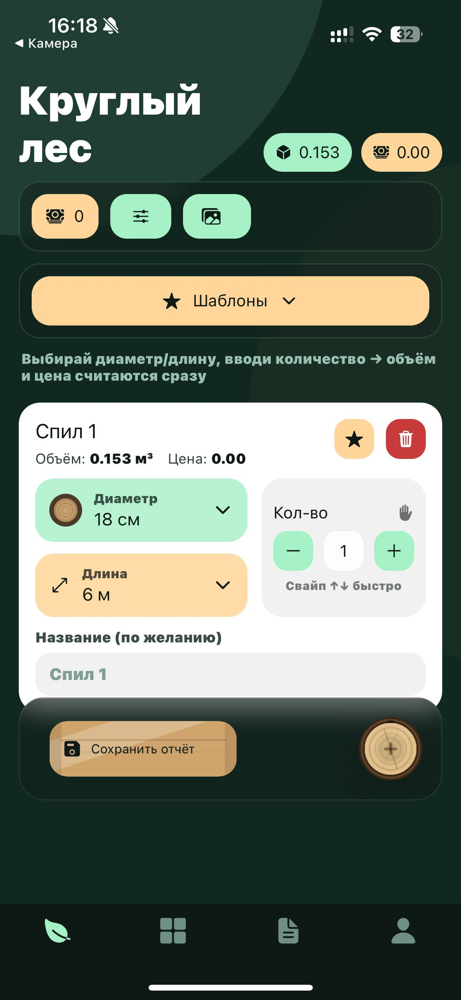 16:18
32
◀ Камера
Круглый
лес
0.153
0.00
0
Шаблоны
Выбирай диаметр/длину, вводи количество → объём
и цена считаются сразу
Спил 1
Объём: 0.153 м³ Цена: 0.00
Диаметр
18 см
Кол-во
− 1 +
Свайп ↑↓ быстро
Длина
6 м
Название (по желанию)
Спил 1
Сохранить отчёт